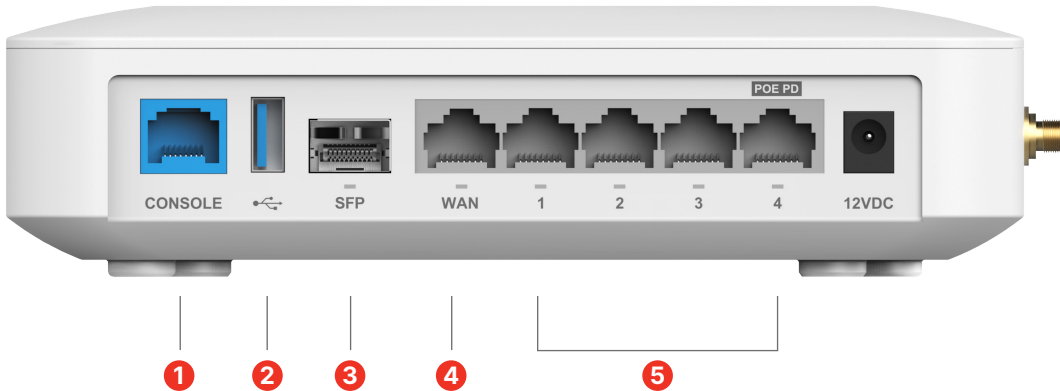 POE PD
CONSOLE SFP WAN 1 2 3 4 12VDC
1 2 3 4 5